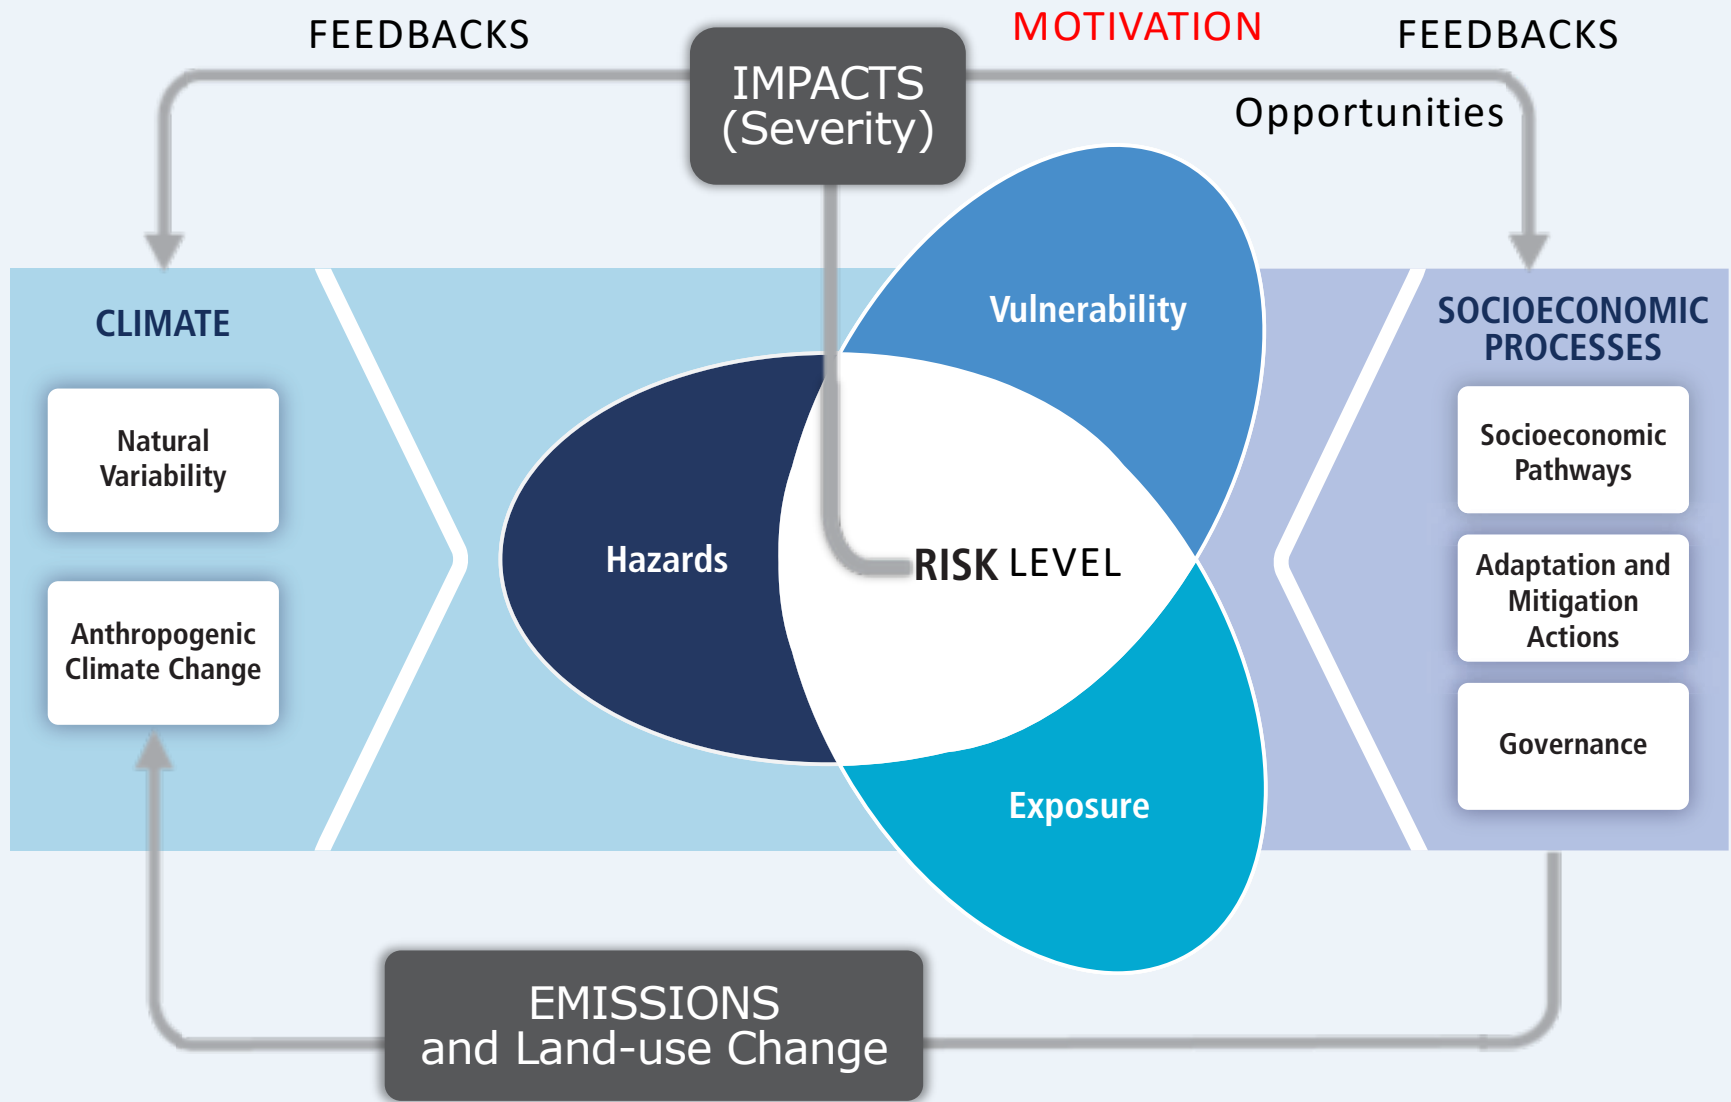 FEEDBACKS
MOTIVATION
FEEDBACKS
IMPACTS
(Severity)
Opportunities
CLIMATE
Natural
Variability
Anthropogenic
Climate Change
Vulnerability
Hazards
RISK LEVEL
Exposure
SOCIOECONOMIC
PROCESSES
Socioeconomic
Pathways
Adaptation and
Mitigation
Actions
Governance
EMISSIONS
and Land-use Change